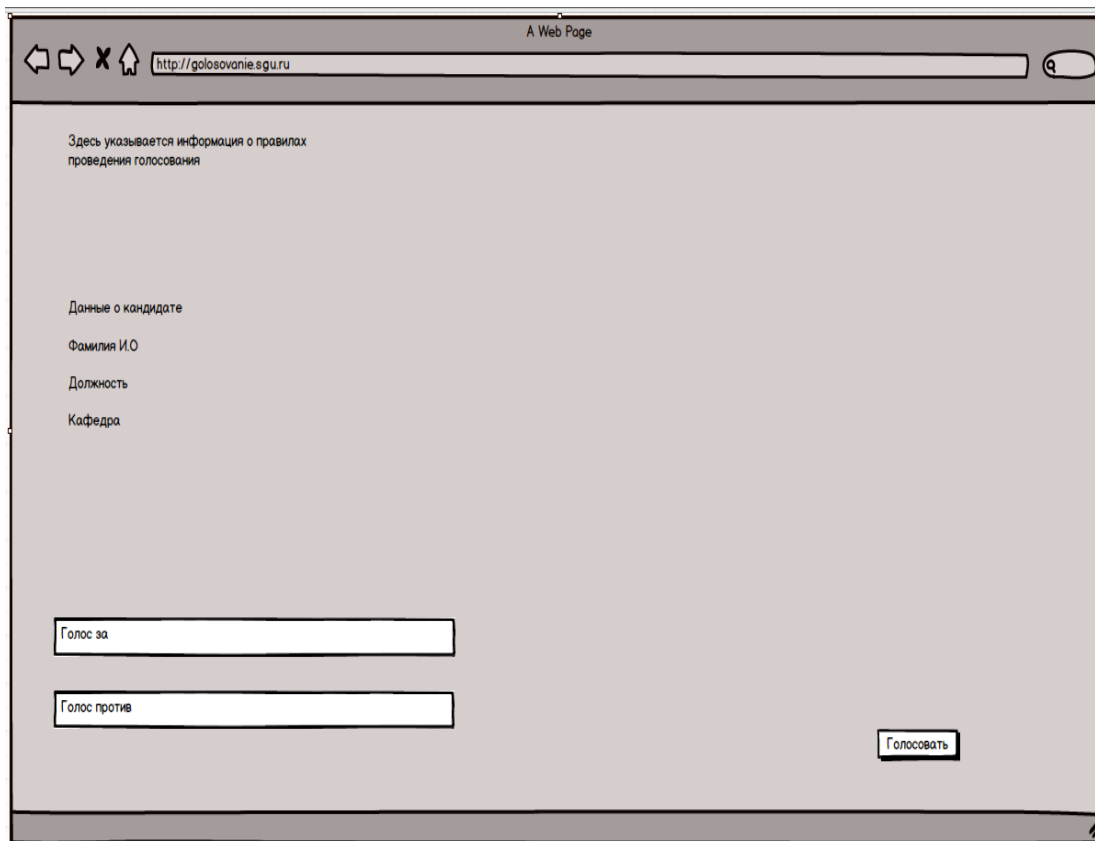 A Web Page
http://golosovanie.sgu.ru
Здесь указывается информация о правилах
проведения голосования
Данные о кандидате
Фамилия И.О
Должность
Кафедра
Голос за
Голос против
Голосовать